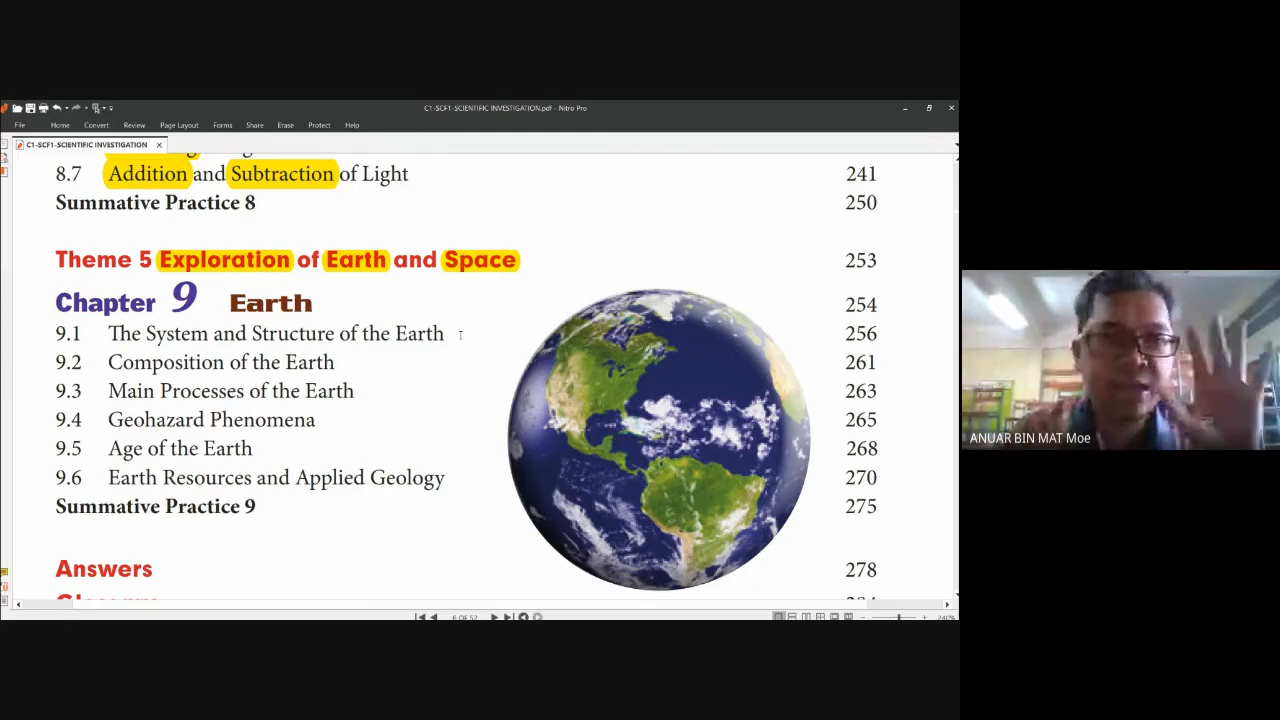 C1-SCF1-SCIENTIFIC INVESTIGATION.pdf - Nitro Pro
File Home Convert Review Page Layout Forms Share Erase Protect Help
C1-SCF1-SCIENTIFIC INVESTIGATION
8.7 Addition and Subtraction of Light 241
Summative Practice 8 250
Theme 5 Exploration of Earth and Space 253
Chapter 9 Earth 254
9.1 The System and Structure of the Earth 256
9.2 Composition of the Earth 261
9.3 Main Processes of the Earth 263
9.4 Geohazard Phenomena 265
9.5 Age of the Earth 268
9.6 Earth Resources and Applied Geology 270
Summative Practice 9 275
Answers 278
6 OF 52
240%
ANUAR BIN MAT Moe